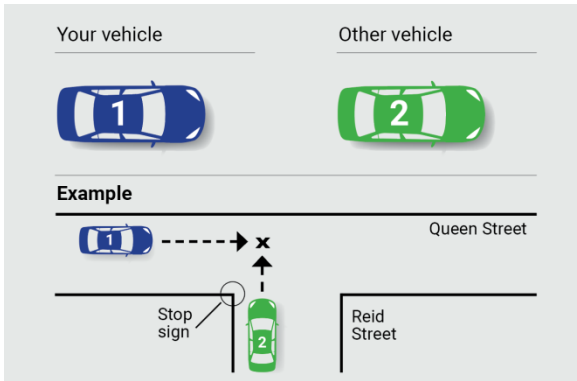 Your vehicle
Other vehicle
1
2
Example
Queen Street
1
x
Stop
sign
Reid
Street
2